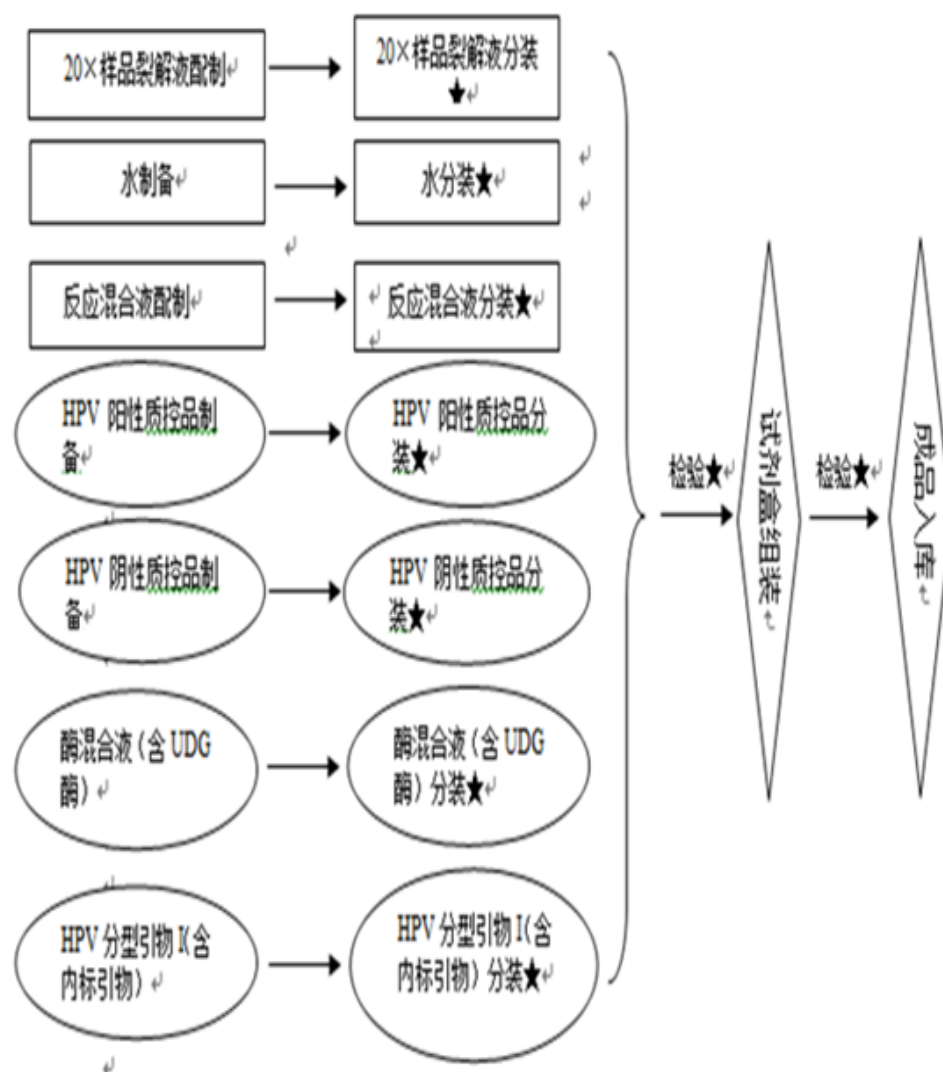 20×样品裂解液配制↵
20×样品裂解液分装
★↵
水制备↵
水分装★↵
反应混合液配制↵
反应混合液分装★↵
HPV 阳性质控品制
备↵
HPV 阳性质控品分
装★↵
HPV 阴性质控品制
备↵
HPV 阴性质控品分
装★↵
酶混合液（含 UDG
酶）↵
酶混合液（含 UDG
酶）分装★↵
HPV 分型引物 I(含
内标引物）↵
HPV 分型引物 I(含
内标引物）分装★↵
检验★↵
试剂盒组装↵
检验★↵
成品入库↵